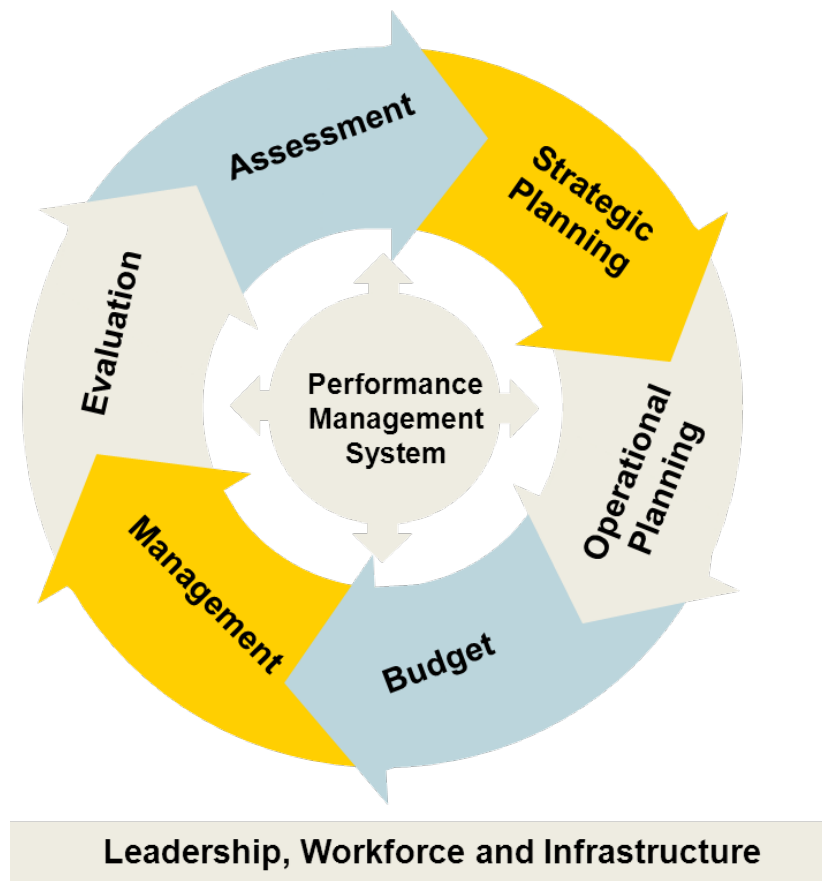 Assessment
Strategic
Planning
Operational
Planning
Budget
Management
Evaluation
Performance
Management
System
Leadership, Workforce and Infrastructure